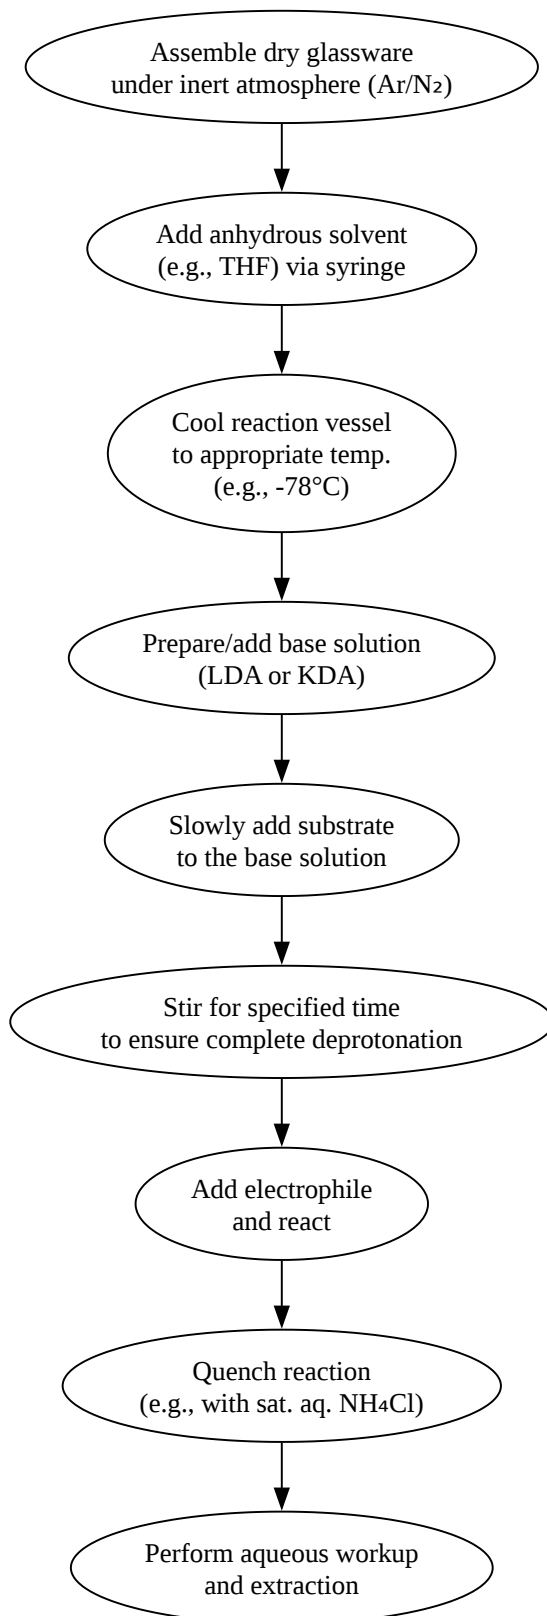 Assemble dry glassware
under inert atmosphere (Ar/N₂)
Add anhydrous solvent
(e.g., THF) via syringe
Cool reaction vessel
to appropriate temp.
(e.g., -78°C)
Prepare/add base solution
(LDA or KDA)
Slowly add substrate
to the base solution
Stir for specified time
to ensure complete deprotonation
Add electrophile
and react
Quench reaction
(e.g., with sat. aq. NH₄Cl)
Perform aqueous workup
and extraction